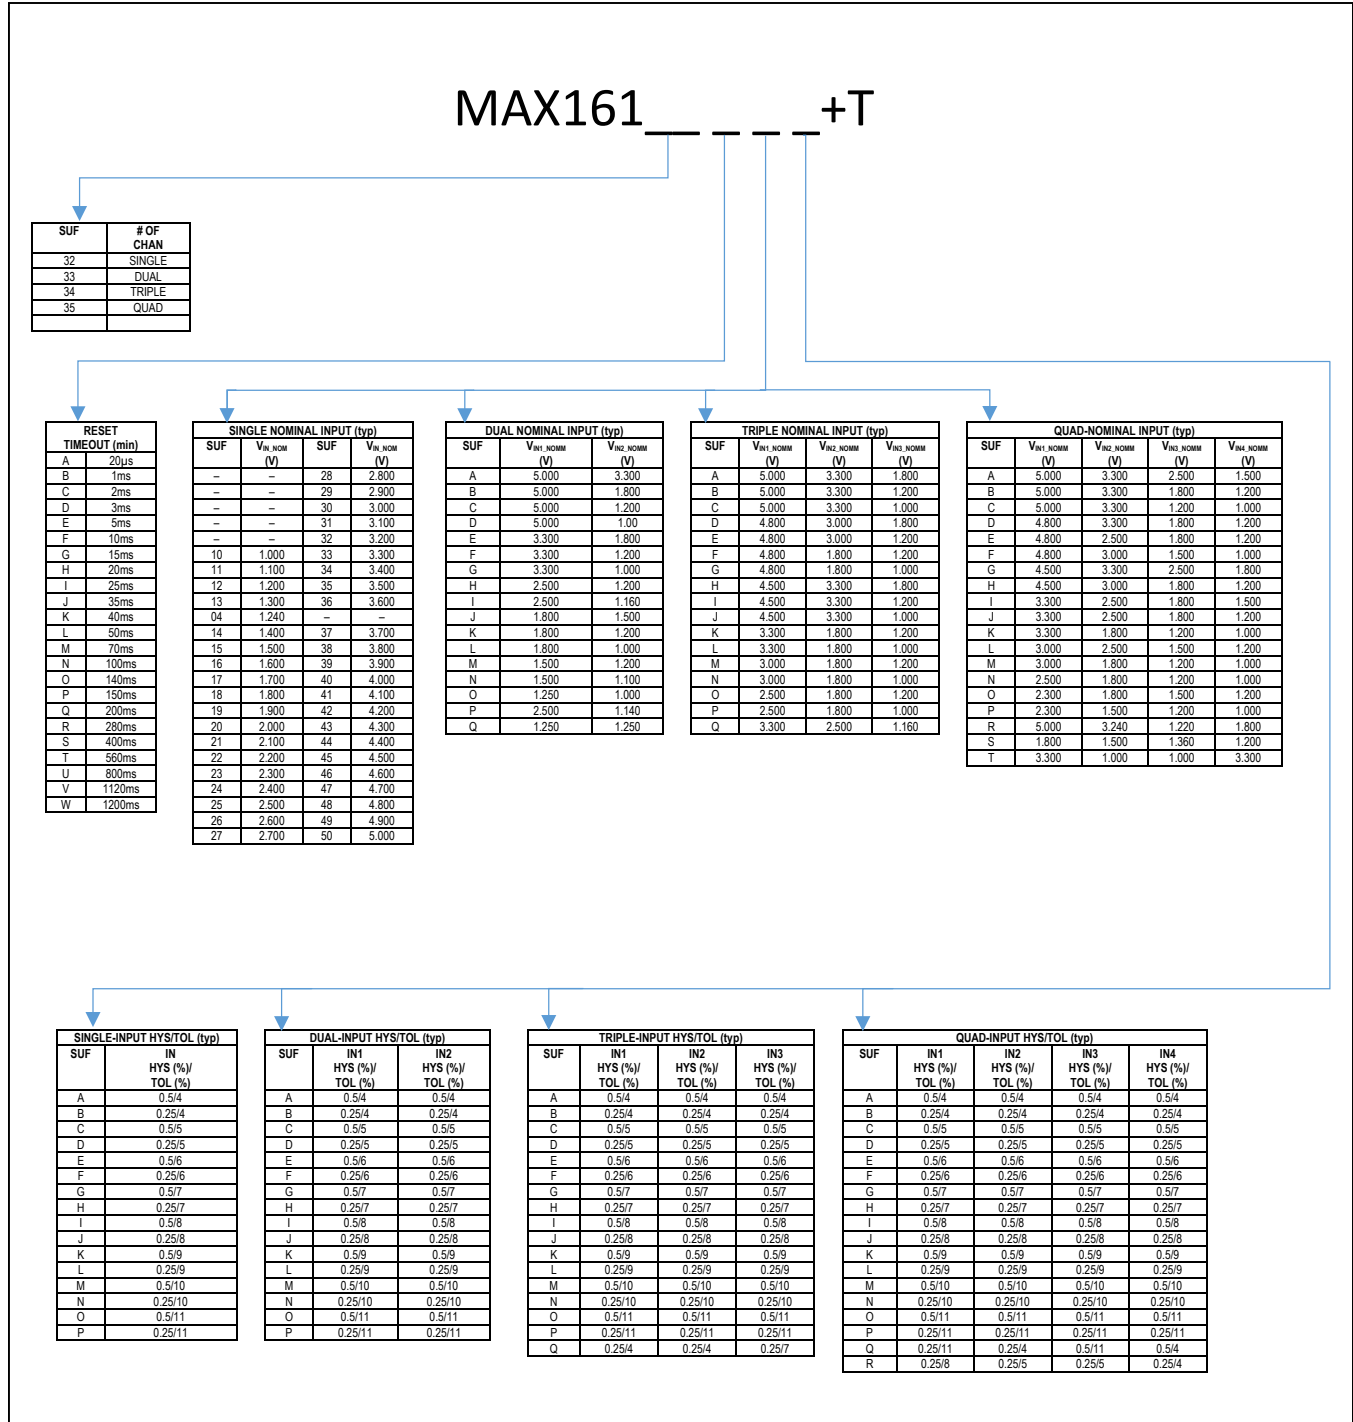 MAX161__ _ _ _+T
SUF # OF CHAN
32 SINGLE
33 DUAL
34 TRIPLE
35 QUAD
RESET
TIMEOUT (min)
A 20µs
B 1ms
C 2ms
D 3ms
E 5ms
F 10ms
G 15ms
H 20ms
I 25ms
J 35ms
K 40ms
L 50ms
M 70ms
N 100ms
O 140ms
P 150ms
Q 200ms
R 280ms
S 400ms
T 560ms
U 800ms
V 1120ms
W 1200ms
SINGLE NOMINAL INPUT (typ)
SUF VIN_NOM (V) SUF VIN_NOM (V)
– – 28 2.800
– – 29 2.900
– – 30 3.000
– – 31 3.100
– – 32 3.200
10 1.000 33 3.300
11 1.100 34 3.400
12 1.200 35 3.500
13 1.300 36 3.600
04 1.240 – –
14 1.400 37 3.700
15 1.500 38 3.800
16 1.600 39 3.900
17 1.700 40 4.000
18 1.800 41 4.100
19 1.900 42 4.200
20 2.000 43 4.300
21 2.100 44 4.400
22 2.200 45 4.500
23 2.300 46 4.600
24 2.400 47 4.700
25 2.500 48 4.800
26 2.600 49 4.900
27 2.700 50 5.000
DUAL NOMINAL INPUT (typ)
SUF VIN1_NOMM (V) VIN2_NOMM (V)
A 5.000 3.300
B 5.000 1.800
C 5.000 1.200
D 5.000 1.00
E 3.300 1.800
F 3.300 1.200
G 3.300 1.000
H 2.500 1.200
I 2.500 1.160
J 1.800 1.500
K 1.800 1.200
L 1.800 1.000
M 1.500 1.200
N 1.500 1.100
O 1.250 1.000
P 2.500 1.140
Q 1.250 1.250
TRIPLE NOMINAL INPUT (typ)
SUF VIN1_NOMM (V) VIN2_NOMM (V) VIN3_NOMM (V)
A 5.000 3.300 1.800
B 5.000 3.300 1.200
C 5.000 3.300 1.000
D 4.800 3.000 1.800
E 4.800 3.000 1.200
F 4.800 1.800 1.200
G 4.800 1.800 1.000
H 4.500 3.300 1.800
I 4.500 3.300 1.200
J 4.500 3.300 1.000
K 3.300 1.800 1.200
L 3.300 1.800 1.000
M 3.000 1.800 1.200
N 3.000 1.800 1.000
O 2.500 1.800 1.200
P 2.500 1.800 1.000
Q 3.300 2.500 1.160
QUAD-NOMINAL INPUT (typ)
SUF VIN1_NOMM (V) VIN2_NOMM (V) VIN3_NOMM (V) VIN4_NOMM (V)
A 5.000 3.300 2.500 1.500
B 5.000 3.300 1.800 1.200
C 5.000 3.300 1.200 1.000
D 4.800 3.300 1.800 1.200
E 4.800 2.500 1.800 1.200
F 4.800 3.000 1.500 1.000
G 4.500 3.300 2.500 1.800
H 4.500 3.000 1.800 1.200
I 3.300 2.500 1.800 1.500
J 3.300 2.500 1.800 1.200
K 3.300 1.800 1.200 1.000
L 3.000 2.500 1.500 1.200
M 3.000 1.800 1.200 1.000
N 2.500 1.800 1.200 1.000
O 2.300 1.800 1.500 1.200
P 2.300 1.500 1.200 1.000
R 5.000 3.240 1.220 1.800
S 1.800 1.500 1.360 1.200
T 3.300 1.000 1.000 3.300
SINGLE-INPUT HYS/TOL (typ)
SUF IN HYS (%)/ TOL (%)
A 0.5/4
B 0.25/4
C 0.5/5
D 0.25/5
E 0.5/6
F 0.25/6
G 0.5/7
H 0.25/7
I 0.5/8
J 0.25/8
K 0.5/9
L 0.25/9
M 0.5/10
N 0.25/10
O 0.5/11
P 0.25/11
DUAL-INPUT HYS/TOL (typ)
SUF IN1 HYS (%)/ TOL (%) IN2 HYS (%)/ TOL (%)
A 0.5/4 0.5/4
B 0.25/4 0.25/4
C 0.5/5 0.5/5
D 0.25/5 0.25/5
E 0.5/6 0.5/6
F 0.25/6 0.25/6
G 0.5/7 0.5/7
H 0.25/7 0.25/7
I 0.5/8 0.5/8
J 0.25/8 0.25/8
K 0.5/9 0.5/9
L 0.25/9 0.25/9
M 0.5/10 0.5/10
N 0.25/10 0.25/10
O 0.5/11 0.5/11
P 0.25/11 0.25/11
TRIPLE-INPUT HYS/TOL (typ)
SUF IN1 HYS (%)/ TOL (%) IN2 HYS (%)/ TOL (%) IN3 HYS (%)/ TOL (%)
A 0.5/4 0.5/4 0.5/4
B 0.25/4 0.25/4 0.25/4
C 0.5/5 0.5/5 0.5/5
D 0.25/5 0.25/5 0.25/5
E 0.5/6 0.5/6 0.5/6
F 0.25/6 0.25/6 0.25/6
G 0.5/7 0.5/7 0.5/7
H 0.25/7 0.25/7 0.25/7
I 0.5/8 0.5/8 0.5/8
J 0.25/8 0.25/8 0.25/8
K 0.5/9 0.5/9 0.5/9
L 0.25/9 0.25/9 0.25/9
M 0.5/10 0.5/10 0.5/10
N 0.25/10 0.25/10 0.25/10
O 0.5/11 0.5/11 0.5/11
P 0.25/11 0.25/11 0.25/11
Q 0.25/4 0.25/4 0.25/7
QUAD-INPUT HYS/TOL (typ)
SUF IN1 HYS (%)/ TOL (%) IN2 HYS (%)/ TOL (%) IN3 HYS (%)/ TOL (%) IN4 HYS (%)/ TOL (%)
A 0.5/4 0.5/4 0.5/4 0.5/4
B 0.25/4 0.25/4 0.25/4 0.25/4
C 0.5/5 0.5/5 0.5/5 0.5/5
D 0.25/5 0.25/5 0.25/5 0.25/5
E 0.5/6 0.5/6 0.5/6 0.5/6
F 0.25/6 0.25/6 0.25/6 0.25/6
G 0.5/7 0.5/7 0.5/7 0.5/7
H 0.25/7 0.25/7 0.25/7 0.25/7
I 0.5/8 0.5/8 0.5/8 0.5/8
J 0.25/8 0.25/8 0.25/8 0.25/8
K 0.5/9 0.5/9 0.5/9 0.5/9
L 0.25/9 0.25/9 0.25/9 0.25/9
M 0.5/10 0.5/10 0.5/10 0.5/10
N 0.25/10 0.25/10 0.25/10 0.25/10
O 0.5/11 0.5/11 0.5/11 0.5/11
P 0.25/11 0.25/11 0.25/11 0.25/11
Q 0.25/11 0.25/4 0.5/11 0.5/4
R 0.25/8 0.25/5 0.25/5 0.25/4